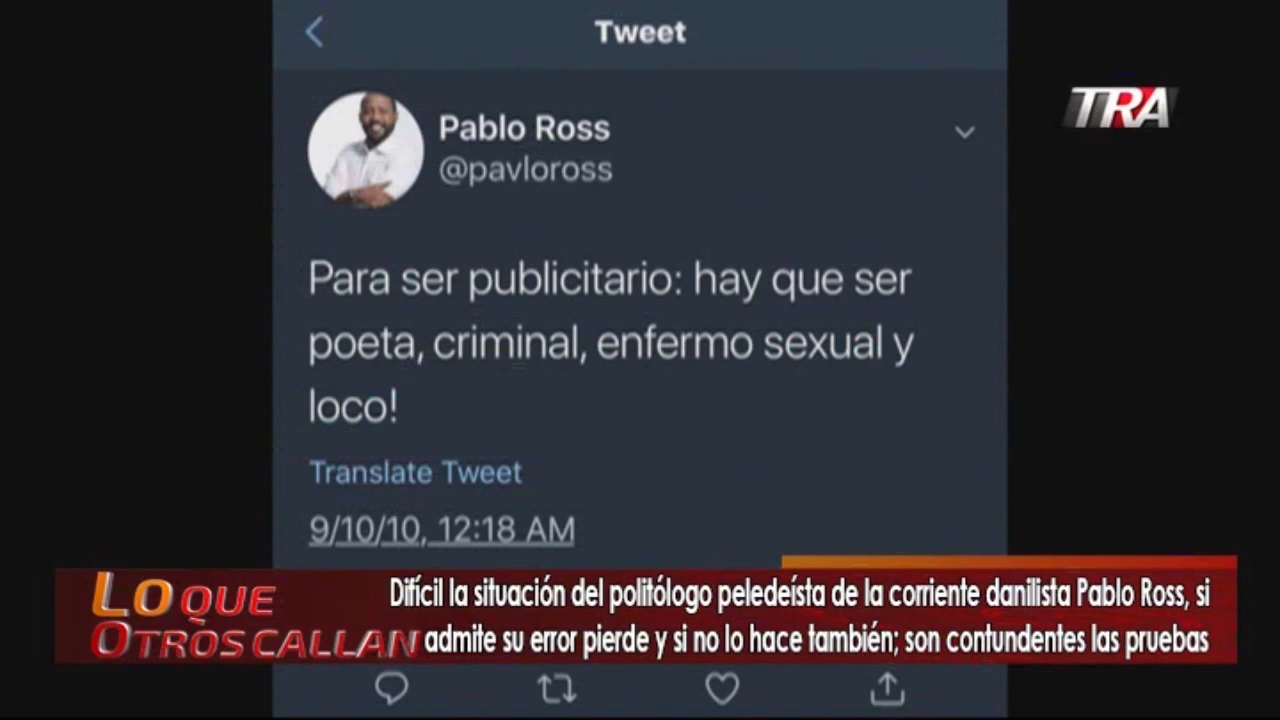 Tweet
TRA
Pablo Ross
@pavloross
Para ser publicitario: hay que ser
poeta, criminal, enfermo sexual y
loco!
Translate Tweet
9/10/10, 12:18 AM
LO QUE
OTROS CALLAN
Difícil la situación del politólogo peledeísta de la corriente danilista Pablo Ross, si
admite su error pierde y si no lo hace también; son contundentes las pruebas